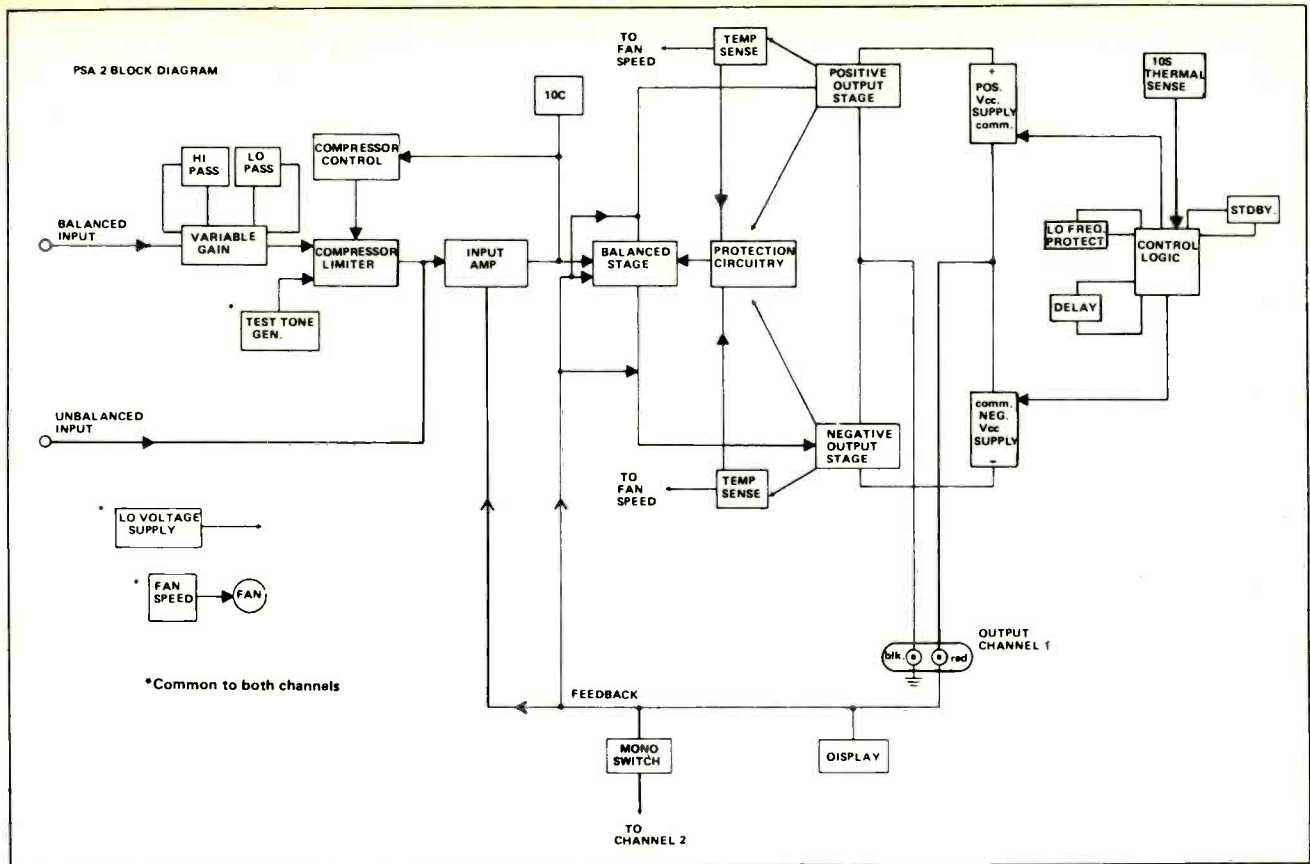 PSA 2 BLOCK DIAGRAM
TO
FAN
SPEED
TEMP
SENSE
POSITIVE
OUTPUT
STAGE
+
POS.
Vcc.
SUPPLY
comm.
10S
THERMAL
SENSE
10C
HI
PASS
LO
PASS
COMPRESSOR
CONTROL
BALANCED
INPUT
VARIABLE
GAIN
COMPRESSOR
LIMITER
INPUT
AMP
BALANCED
STAGE
PROTECTION
CIRCUITRY
LO FREQ.
PROTECT
CONTROL
LOGIC
STDBY.
DELAY
*
TEST TONE
GEN.
UNBALANCED
INPUT
comm.
NEG.
Vcc
SUPPLY
–
NEGATIVE
OUTPUT
STAGE
TO
FAN
SPEED
TEMP
SENSE
*
LO VOLTAGE
SUPPLY
*
FAN
SPEED
FAN
*Common to both channels
OUTPUT
CHANNEL 1
blk.
red
FEEDBACK
MONO
SWITCH
OISPLAY
TO
CHANNEL 2